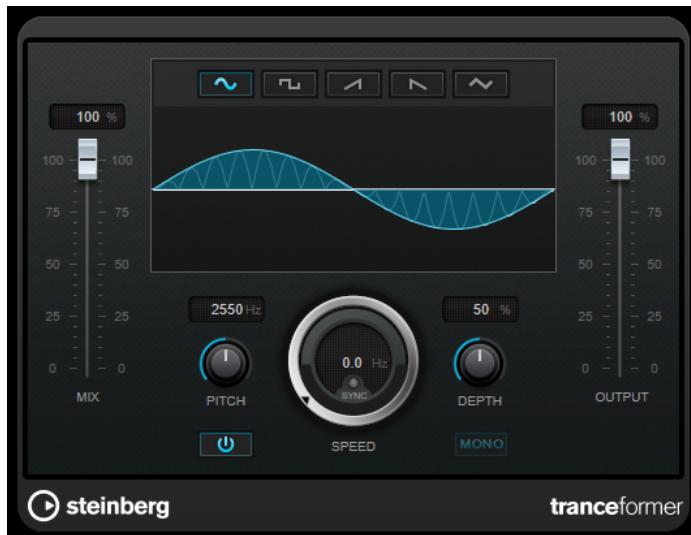 100 %
100 %
100 100
100 100
75 75
75 75
50 50
50 50
2550 Hz
50 %
25 25
25 25
0.0 Hz
SYNC
0 0
0 0
MIX
PITCH
DEPTH
OUTPUT
SPEED
MONO
steinberg
tranceformer